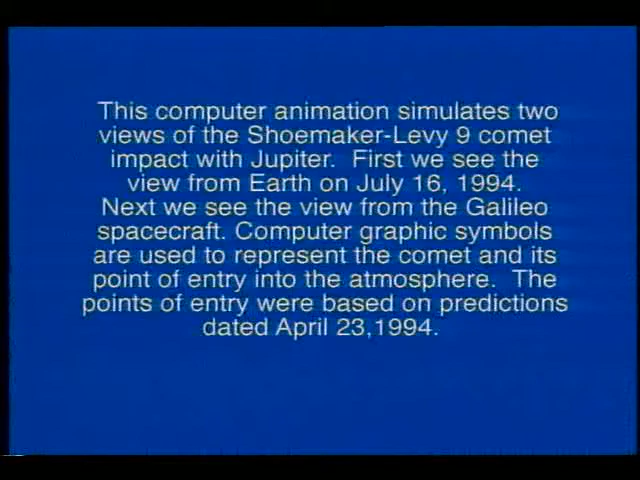 This computer animation simulates two
views of the Shoemaker-Levy 9 comet
impact with Jupiter.  First we see the
view from Earth on July 16, 1994.
Next we see the view from the Galileo
spacecraft. Computer graphic symbols
are used to represent the comet and its
point of entry into the atmosphere.  The
points of entry were based on predictions
dated April 23,1994.